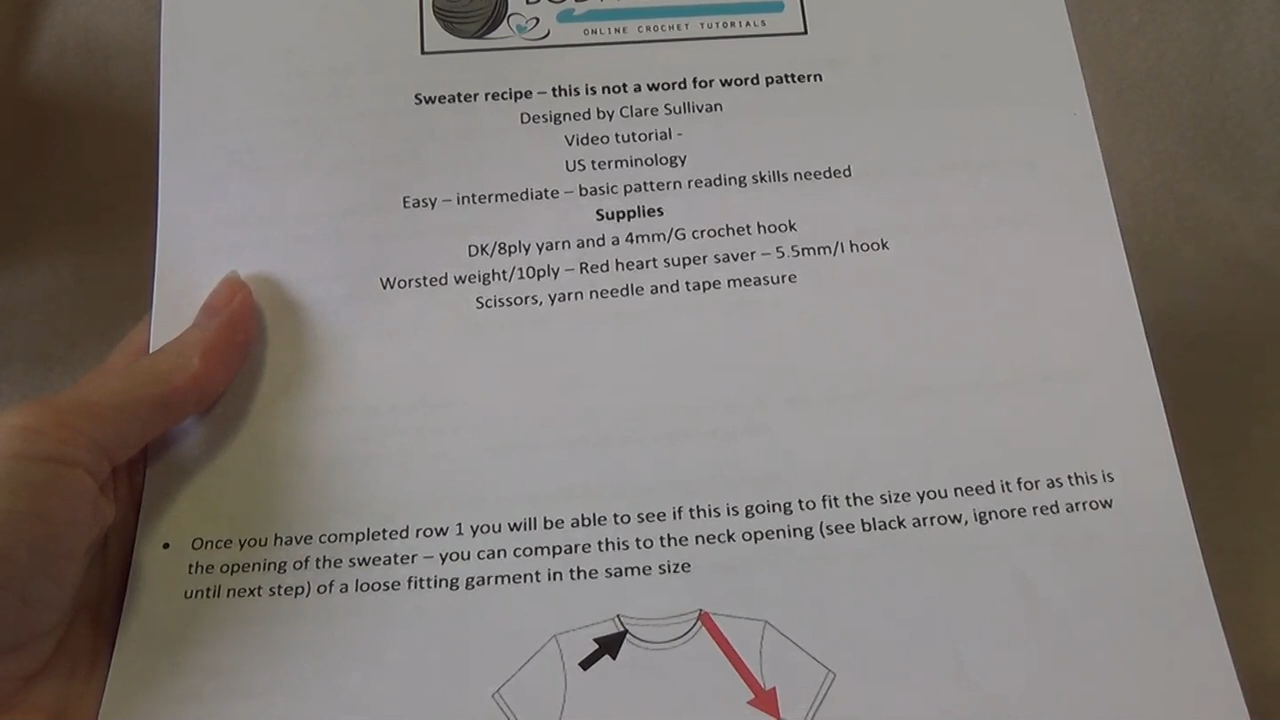 ONLINE CROCHET TUTORIALS
Sweater recipe – this is not a word for word pattern
Designed by Clare Sullivan
Video tutorial -
US terminology
Easy – intermediate – basic pattern reading skills needed
Supplies
DK/8ply yarn and a 4mm/G crochet hook
Worsted weight/10ply – Red heart super saver – 5.5mm/I hook
Scissors, yarn needle and tape measure
• Once you have completed row 1 you will be able to see if this is going to fit the size you need it for as this is
the opening of the sweater – you can compare this to the neck opening (see black arrow, ignore red arrow
until next step) of a loose fitting garment in the same size